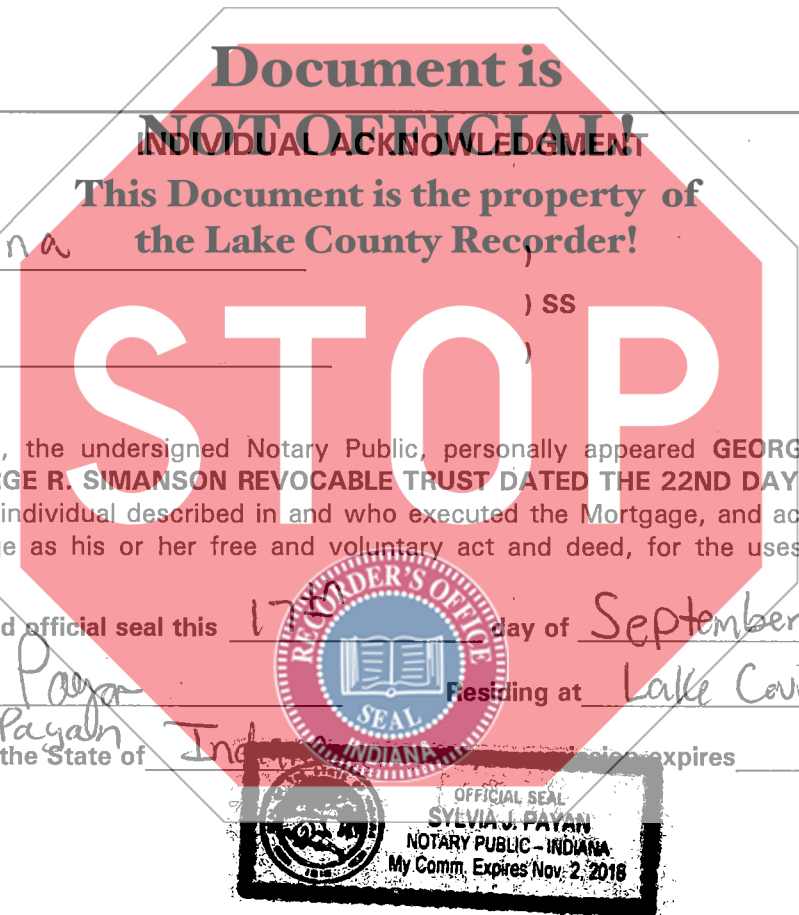 Document is
NOT OFFICIAL!
INDIVIDUAL ACKNOWLEDGMENT
This Document is the property of
the Lake County Recorder!
na
)
) SS
)
STOP
, the undersigned Notary Public, personally appeared GEORG
RGE R. SIMANSON REVOCABLE TRUST DATED THE 22ND DAY
individual described in and who executed the Mortgage, and ac
ge as his or her free and voluntary act and deed, for the uses
d official seal this 17th day of September
RECORDER'S OFFICE
SEAL
INDIANA
Payan Residing at Lake Cou
Payan
the State of Indiana expires
OFFICIAL SEAL
SYLVIA J. PAYAN
NOTARY PUBLIC – INDIANA
My Comm. Expires Nov. 2, 2018